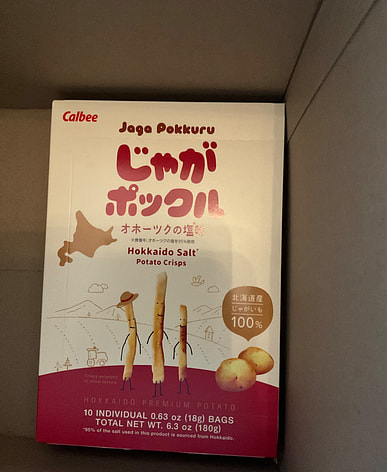 Calbee
Jaga Pokkuru
じゃが
ポックル
オホーツクの塩味
Hokkaido Salt*
Potato Crisps
北海道産
じゃがいも
100%
HOKKAIDO PREMIUM POTATO
10 INDIVIDUAL 0.63 oz (18g) BAGS
TOTAL NET WT. 6.3 oz (180g)
*95% of the salt used in this product is sourced from Hokkaido.